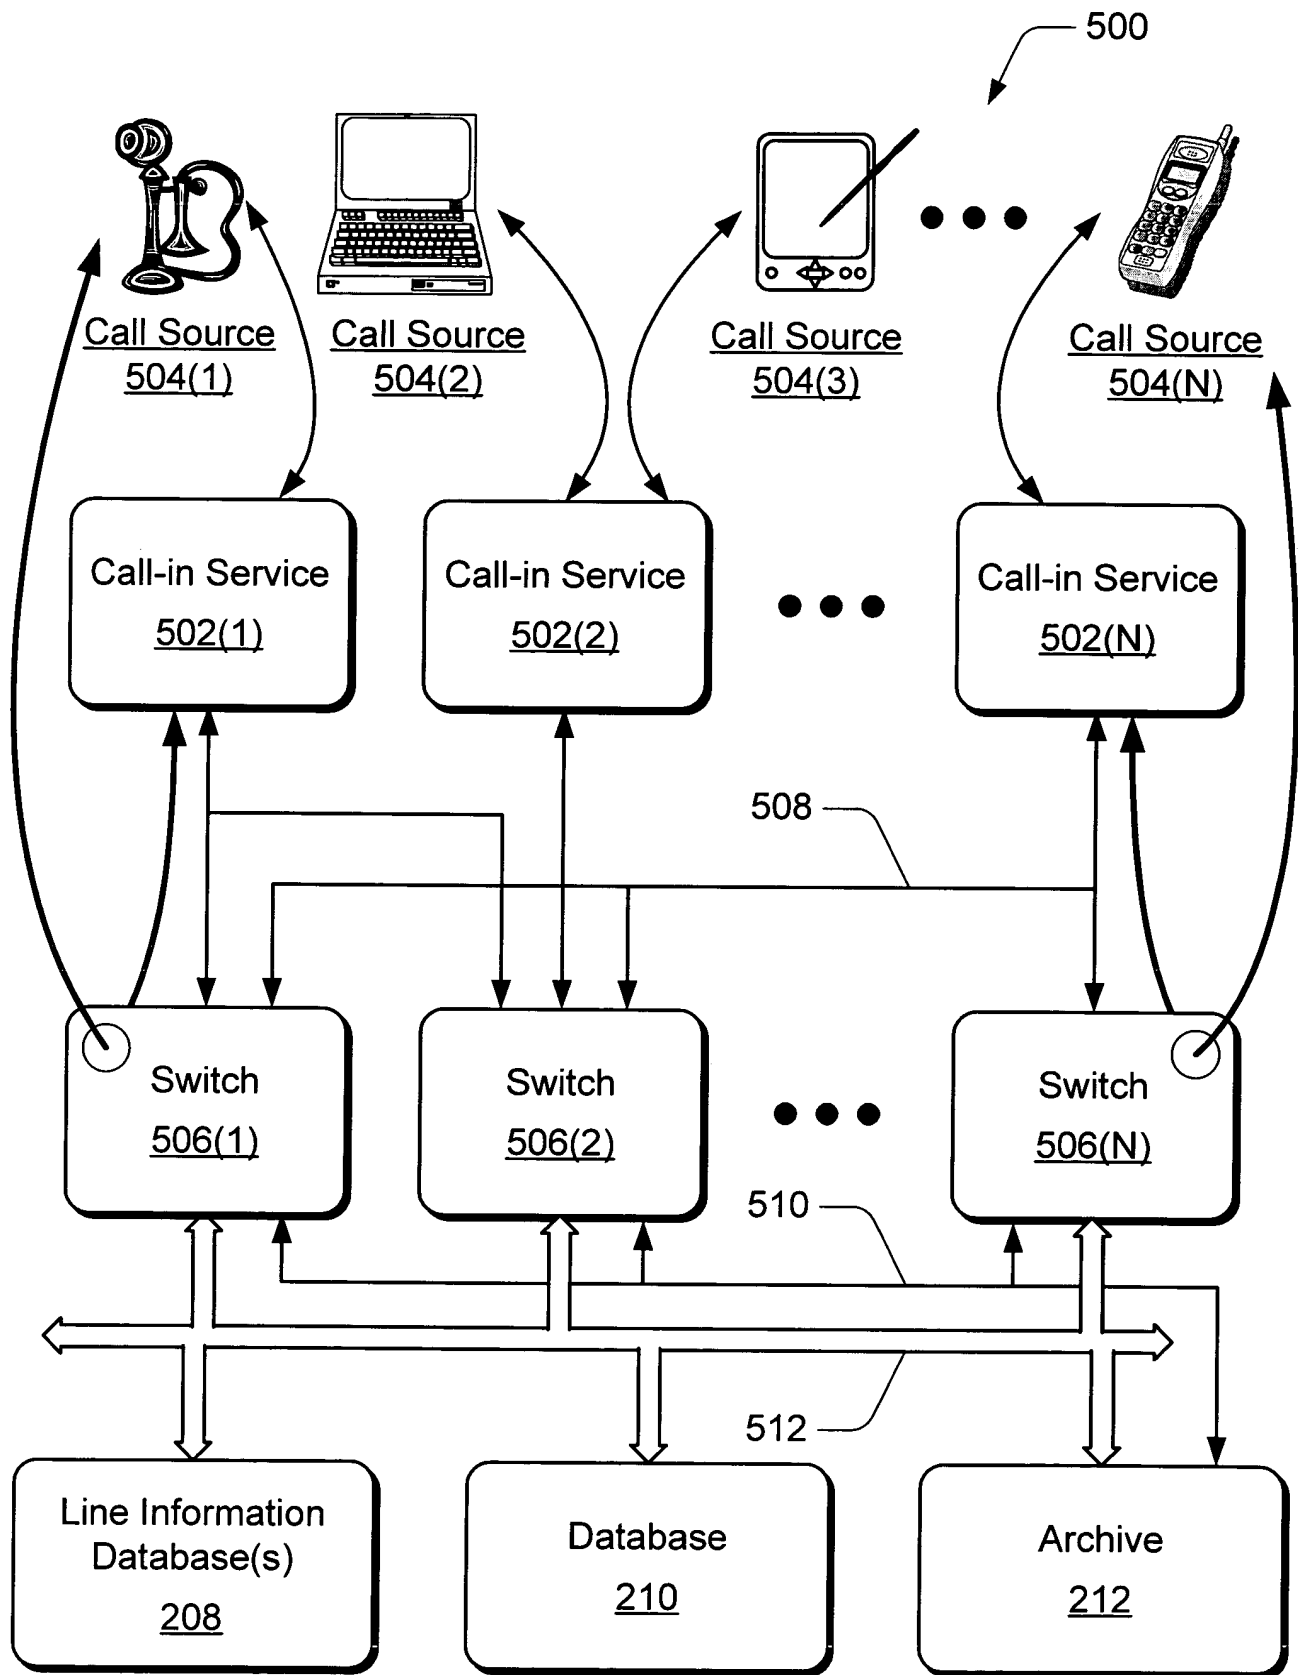 500
Call Source
504(1)
Call Source
504(2)
Call Source
504(3)
Call Source
504(N)
Call-in Service
502(1)
Call-in Service
502(2)
Call-in Service
502(N)
508
Switch
506(1)
Switch
506(2)
Switch
506(N)
510
512
Line Information
Database(s)
208
Database
210
Archive
212